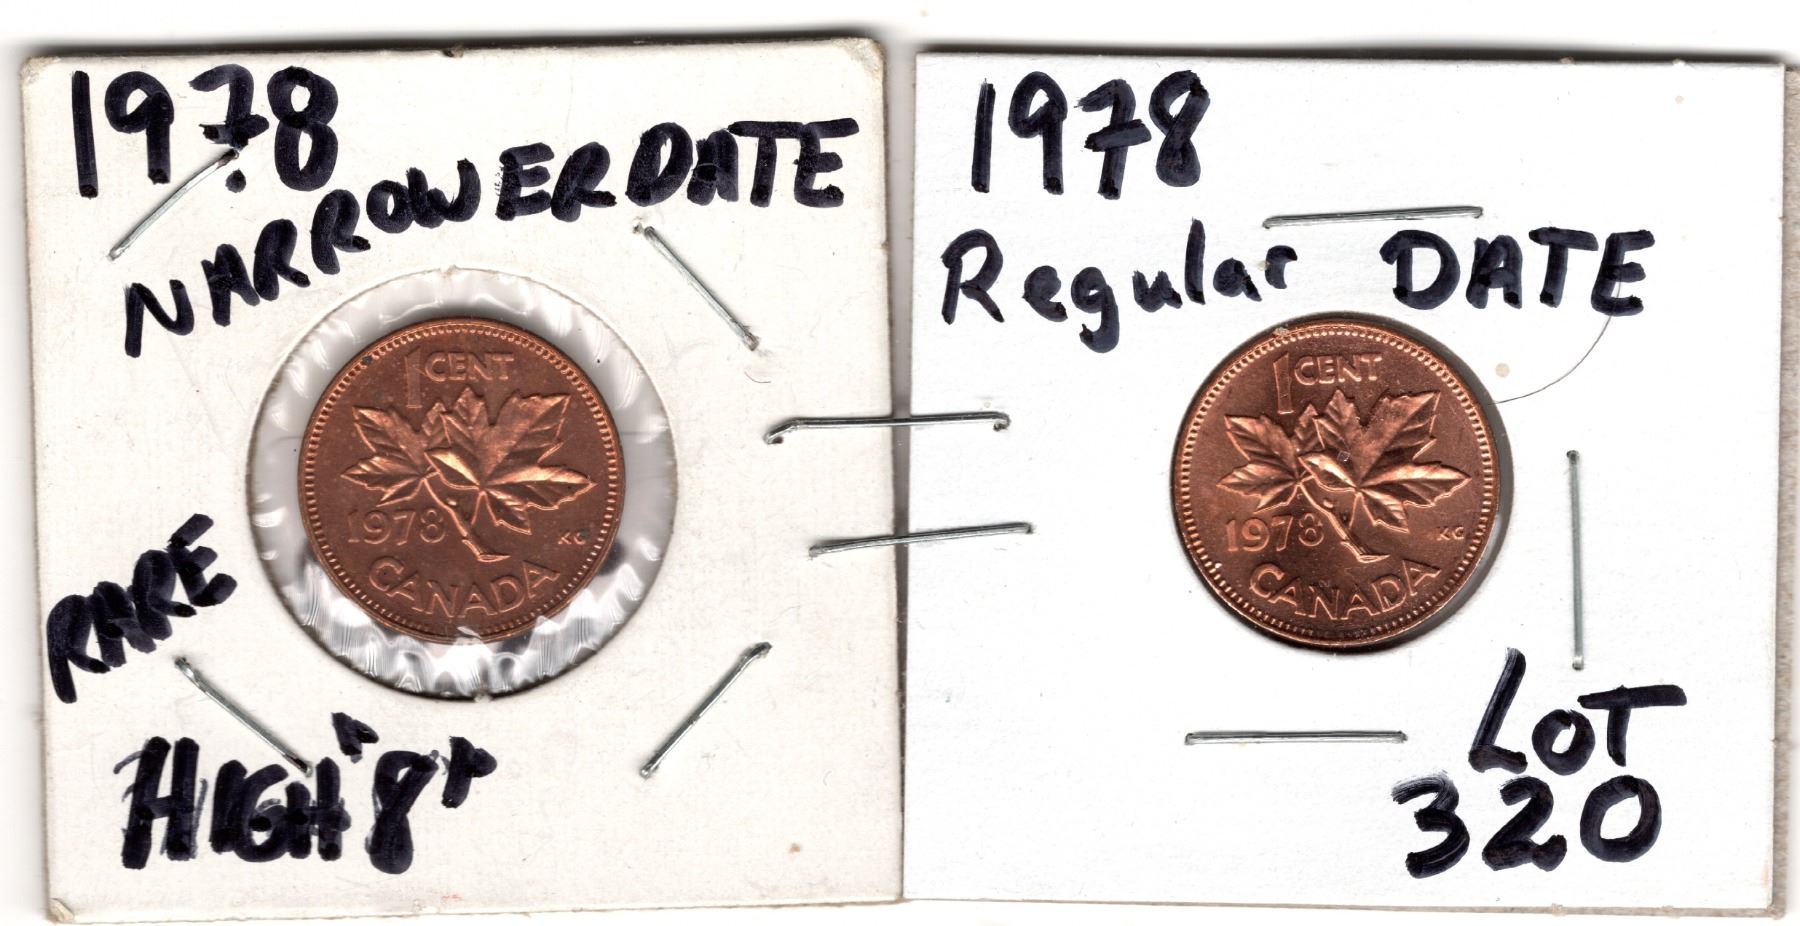 1978
NARROWER DATE
1 CENT
1978
KG
CANADA
RARE
HIGH "8"
1978
Regular DATE
1 CENT
1978
KG
CANADA
LOT
320